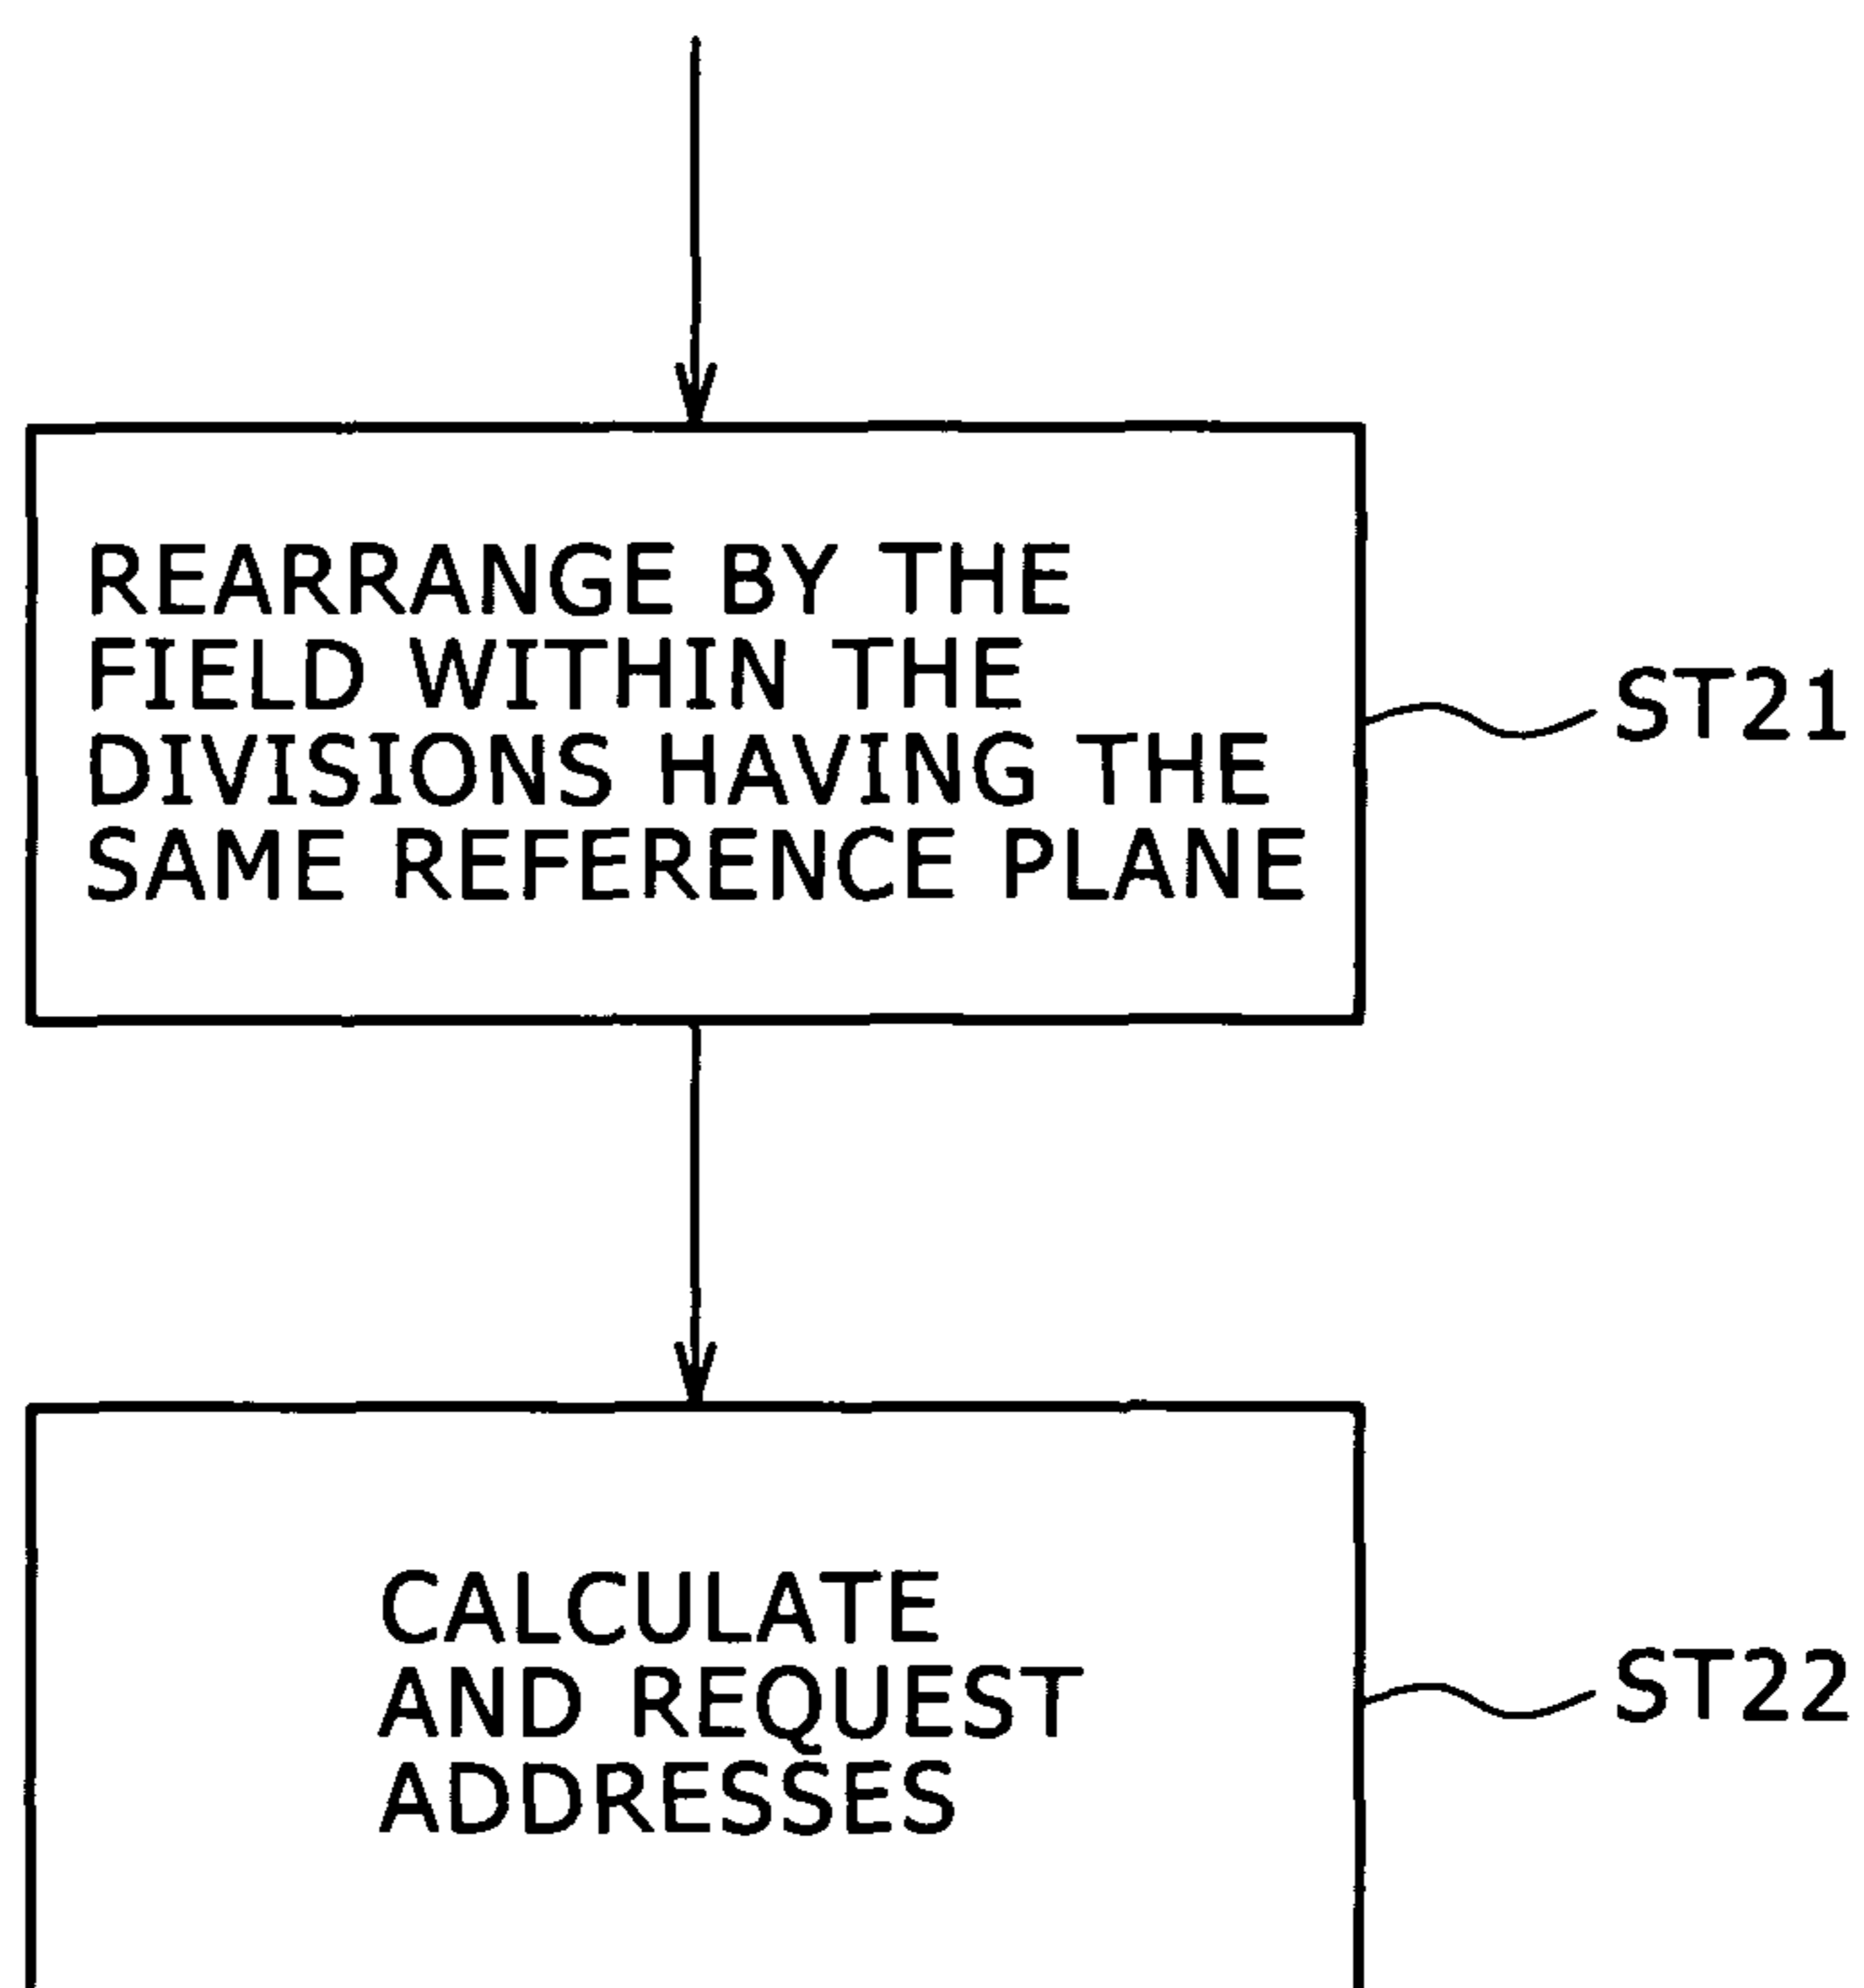 REARRANGE BY THE
FIELD WITHIN THE
DIVISIONS HAVING THE
SAME REFERENCE PLANE
ST21
CALCULATE
AND REQUEST
ADDRESSES
ST22